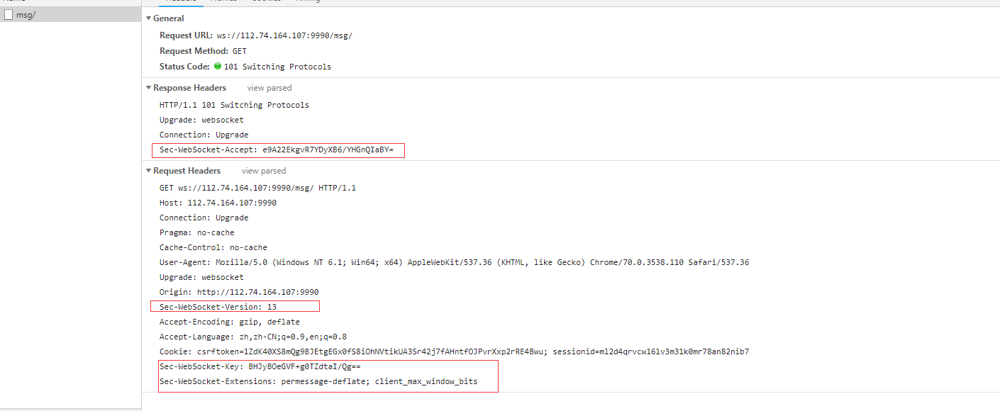 msg/
General
Request URL: ws://112.74.164.107:9990/msg/
Request Method: GET
Status Code: 101 Switching Protocols
Response Headers view parsed
HTTP/1.1 101 Switching Protocols
Upgrade: websocket
Connection: Upgrade
Sec-WebSocket-Accept: e9A22EkgvR7YDyXB6/YHGnQIaBY=
Request Headers view parsed
GET ws://112.74.164.107:9990/msg/ HTTP/1.1
Host: 112.74.164.107:9990
Connection: Upgrade
Pragma: no-cache
Cache-Control: no-cache
User-Agent: Mozilla/5.0 (Windows NT 6.1; Win64; x64) AppleWebKit/537.36 (KHTML, like Gecko) Chrome/70.0.3538.110 Safari/537.36
Upgrade: websocket
Origin: http://112.74.164.107:9990
Sec-WebSocket-Version: 13
Accept-Encoding: gzip, deflate
Accept-Language: zh,zh-CN;q=0.9,en;q=0.8
Cookie: csrftoken=1ZdK40XS8mQg9BJEtgEGx0fS8iOhNVtikUA3Sr42j7fAHntfOJPvrXxp2rRE4Bwu; sessionid=ml2d4qrvcw161v3m31k0mr78an82nib7
Sec-WebSocket-Key: BHJyBOeGVF+g0TZdtaI/Qg==
Sec-WebSocket-Extensions: permessage-deflate; client_max_window_bits